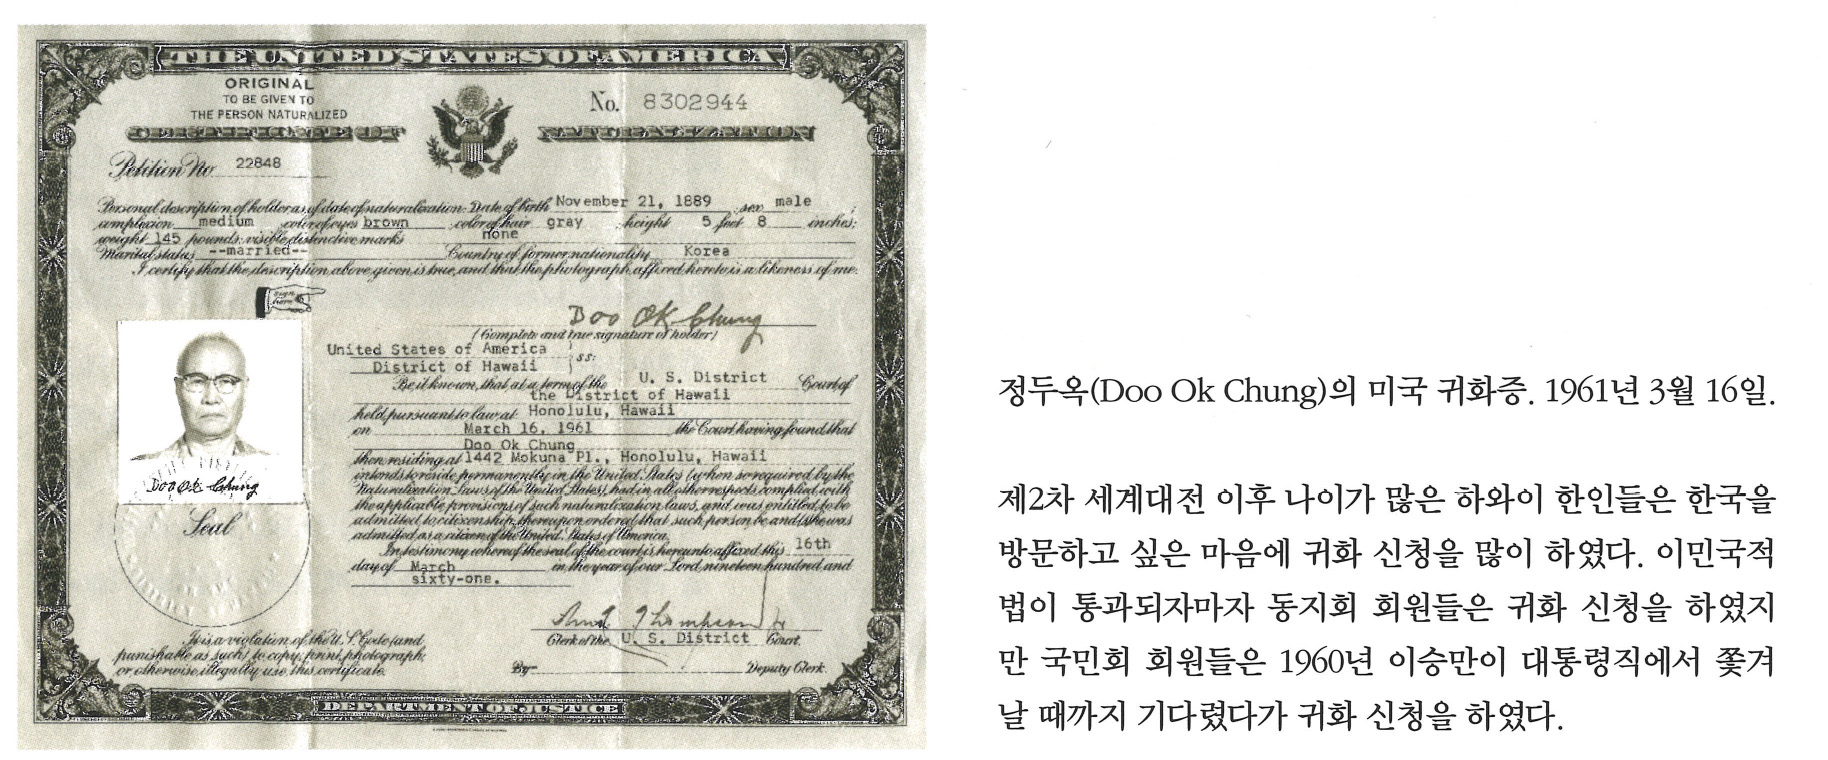 THE UNITED STATES OF AMERICA
ORIGINAL
TO BE GIVEN TO
THE PERSON NATURALIZED
No. 8302944
CERTIFICATE OF NATURALIZATION
Petition No. 22848
Personal description of holder as of date of naturalization: Date of birth November 21, 1889 sex male
complexion medium color of eyes brown color of hair gray height 5 feet 8 inches;
weight 145 pounds; visible distinctive marks none
Marital status --married-- Country of former nationality Korea
I certify that the description above given is true, and that the photograph affixed hereto is a likeness of me.
sign here
Doo Ok Chung
(Complete and true signature of holder)
United States of America
District of Hawaii ss:
Be it known, that at a term of the U. S. District Court of
the District of Hawaii
held pursuant to law at Honolulu, Hawaii
on March 16, 1961 the Court having found that
Doo Ok Chung
then residing at 1442 Mokuna Pl., Honolulu, Hawaii
intends to reside permanently in the United States (when so required by the
Naturalization Laws of the United States), had in all other respects complied with
the applicable provisions of such naturalization laws, and was entitled to be
admitted to citizenship, thereupon ordered that such person be and (s)he was
admitted as a citizen of the United States of America.
In testimony whereof the seal of the court is hereunto affixed this 16th
day of March in the year of our Lord nineteen hundred and
sixty-one.
Doo Ok Chung
Seal
Clerk of the U. S. District Court.
By Deputy Clerk.
It is a violation of the U. S. Code (and
punishable as such) to copy, print, photograph,
or otherwise illegally use this certificate.
DEPARTMENT OF JUSTICE
정두옥(Doo Ok Chung)의 미국 귀화증. 1961년 3월 16일.
제2차 세계대전 이후 나이가 많은 하와이 한인들은 한국을
방문하고 싶은 마음에 귀화 신청을 많이 하였다. 이민국적
법이 통과되자마자 동지회 회원들은 귀화 신청을 하였지
만 국민회 회원들은 1960년 이승만이 대통령직에서 쫓겨
날 때까지 기다렸다가 귀화 신청을 하였다.